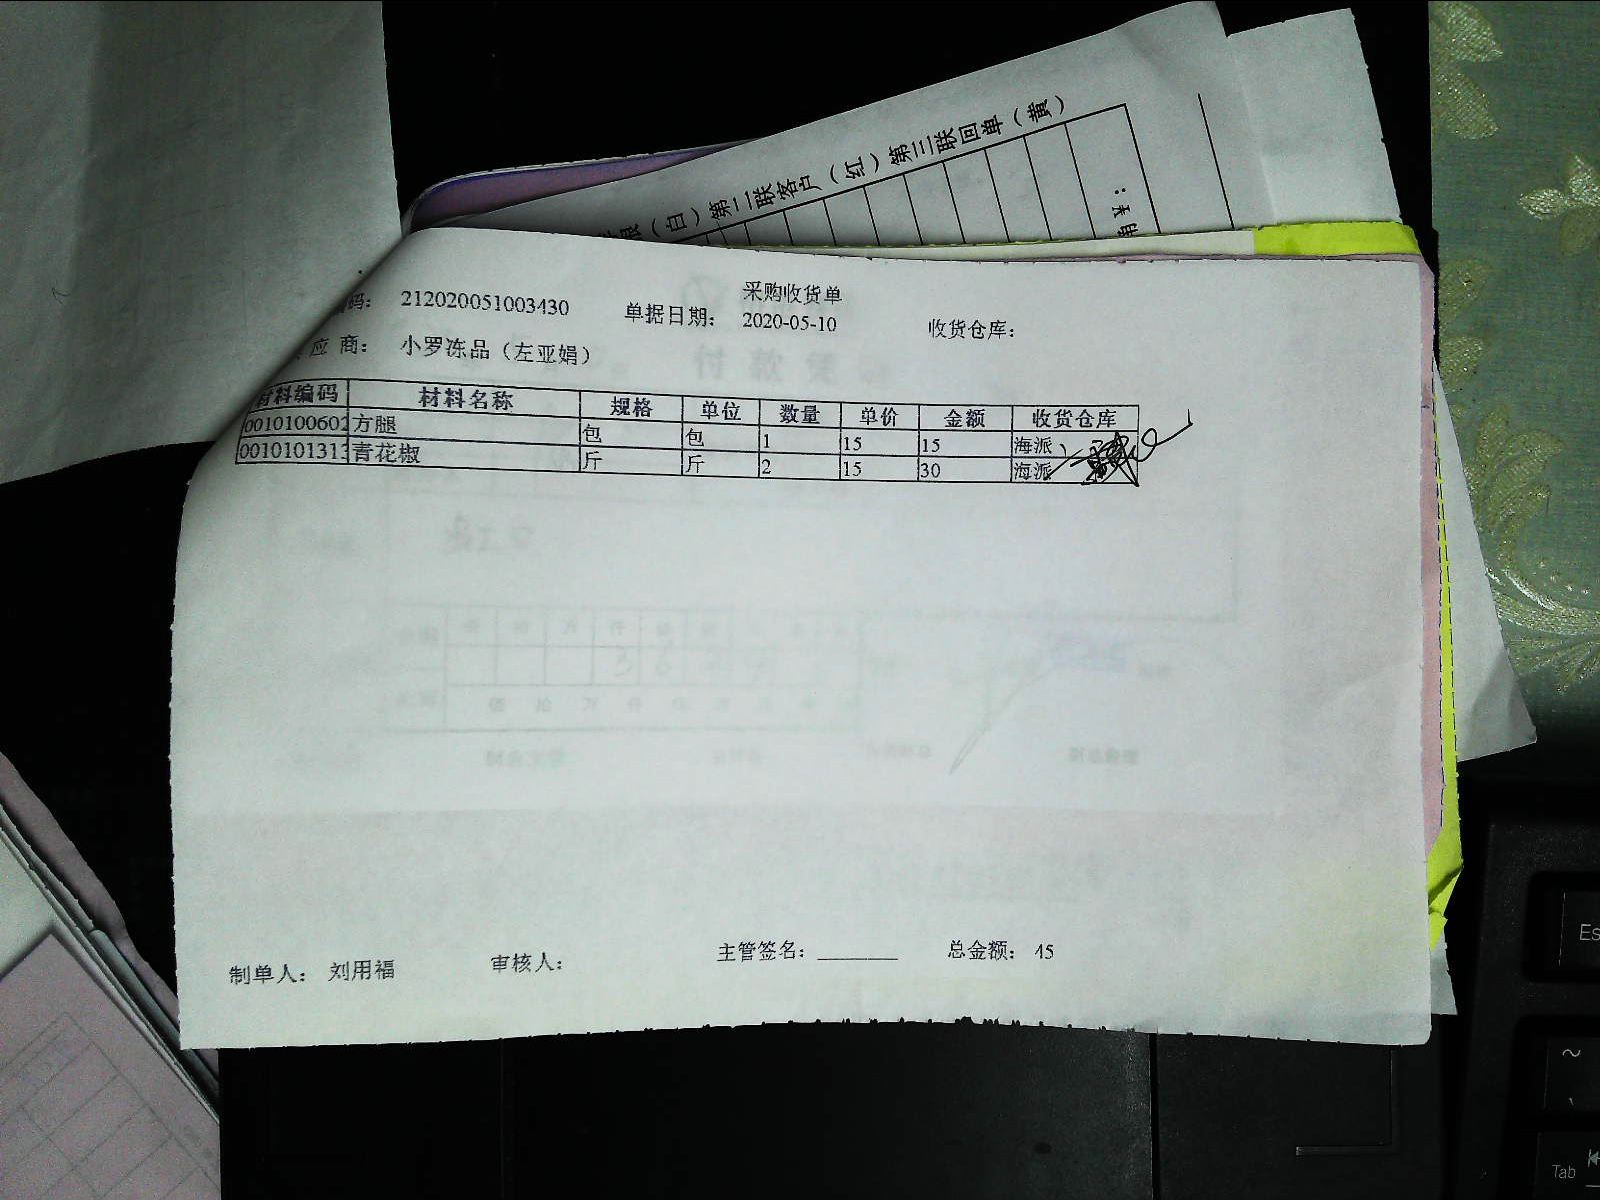 第二联客户（红）第三联回单（黄）
采购收货单
码： 212020051003430 单据日期： 2020-05-10 收货仓库：
应 商： 小罗冻品（左亚娟）
材料编码 材料名称 规格 单位 数量 单价 金额 收货仓库
0010100602 方腿 包 包 1 15 15 海派
0010101313 青花椒 斤 斤 2 15 30 海派
制单人： 刘用福 审核人： 主管签名：________ 总金额： 45
Tab